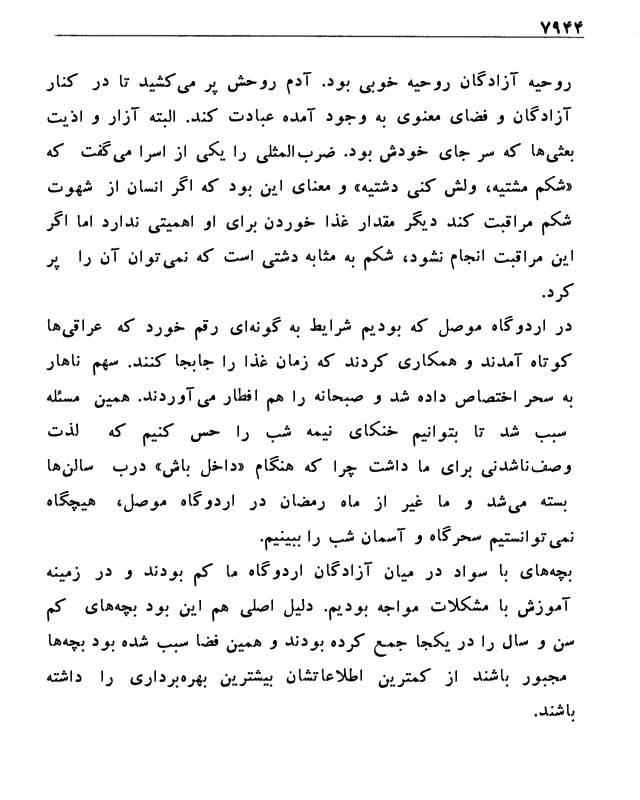 ۷۹۴۴
روحیه آزادگان روحیه خوبی بود. آدم روحش پر می‌کشید تا در کنار
آزادگان و فضای معنوی به وجود آمده عبادت کند. البته آزار و اذیت
بعثی‌ها که سر جای خودش بود. ضرب‌المثلی را یکی از اسرا می‌گفت که
«شکم مشتیه، ولش کنی دشتیه» و معنای این بود که اگر انسان از شهوت
شکم مراقبت کند دیگر مقدار غذا خوردن برای او اهمیتی ندارد اما اگر
این مراقبت انجام نشود، شکم به مثابه دشتی است که نمی‌توان آن را پر
کرد.
در اردوگاه موصل که بودیم شرایط به گونه‌ای رقم خورد که عراقی‌ها
کوتاه آمدند و همکاری کردند که زمان غذا را جابجا کنند. سهم ناهار
به سحر اختصاص داده شد و صبحانه را هم افطار می‌آوردند. همین مسئله
سبب شد تا بتوانیم خنکای نیمه شب را حس کنیم که لذت
وصف‌ناشدنی برای ما داشت چرا که هنگام «داخل باش» درب سالن‌ها
بسته می‌شد و ما غیر از ماه رمضان در اردوگاه موصل، هیچگاه
نمی‌توانستیم سحرگاه و آسمان شب را ببینیم.
بچه‌های با سواد در میان آزادگان اردوگاه ما کم بودند و در زمینه
آموزش با مشکلات مواجه بودیم. دلیل اصلی هم این بود بچه‌های کم
سن و سال را در یکجا جمع کرده بودند و همین فضا سبب شده بود بچه‌ها
مجبور باشند از کمترین اطلاعاتشان بیشترین بهره‌برداری را داشته
باشند.